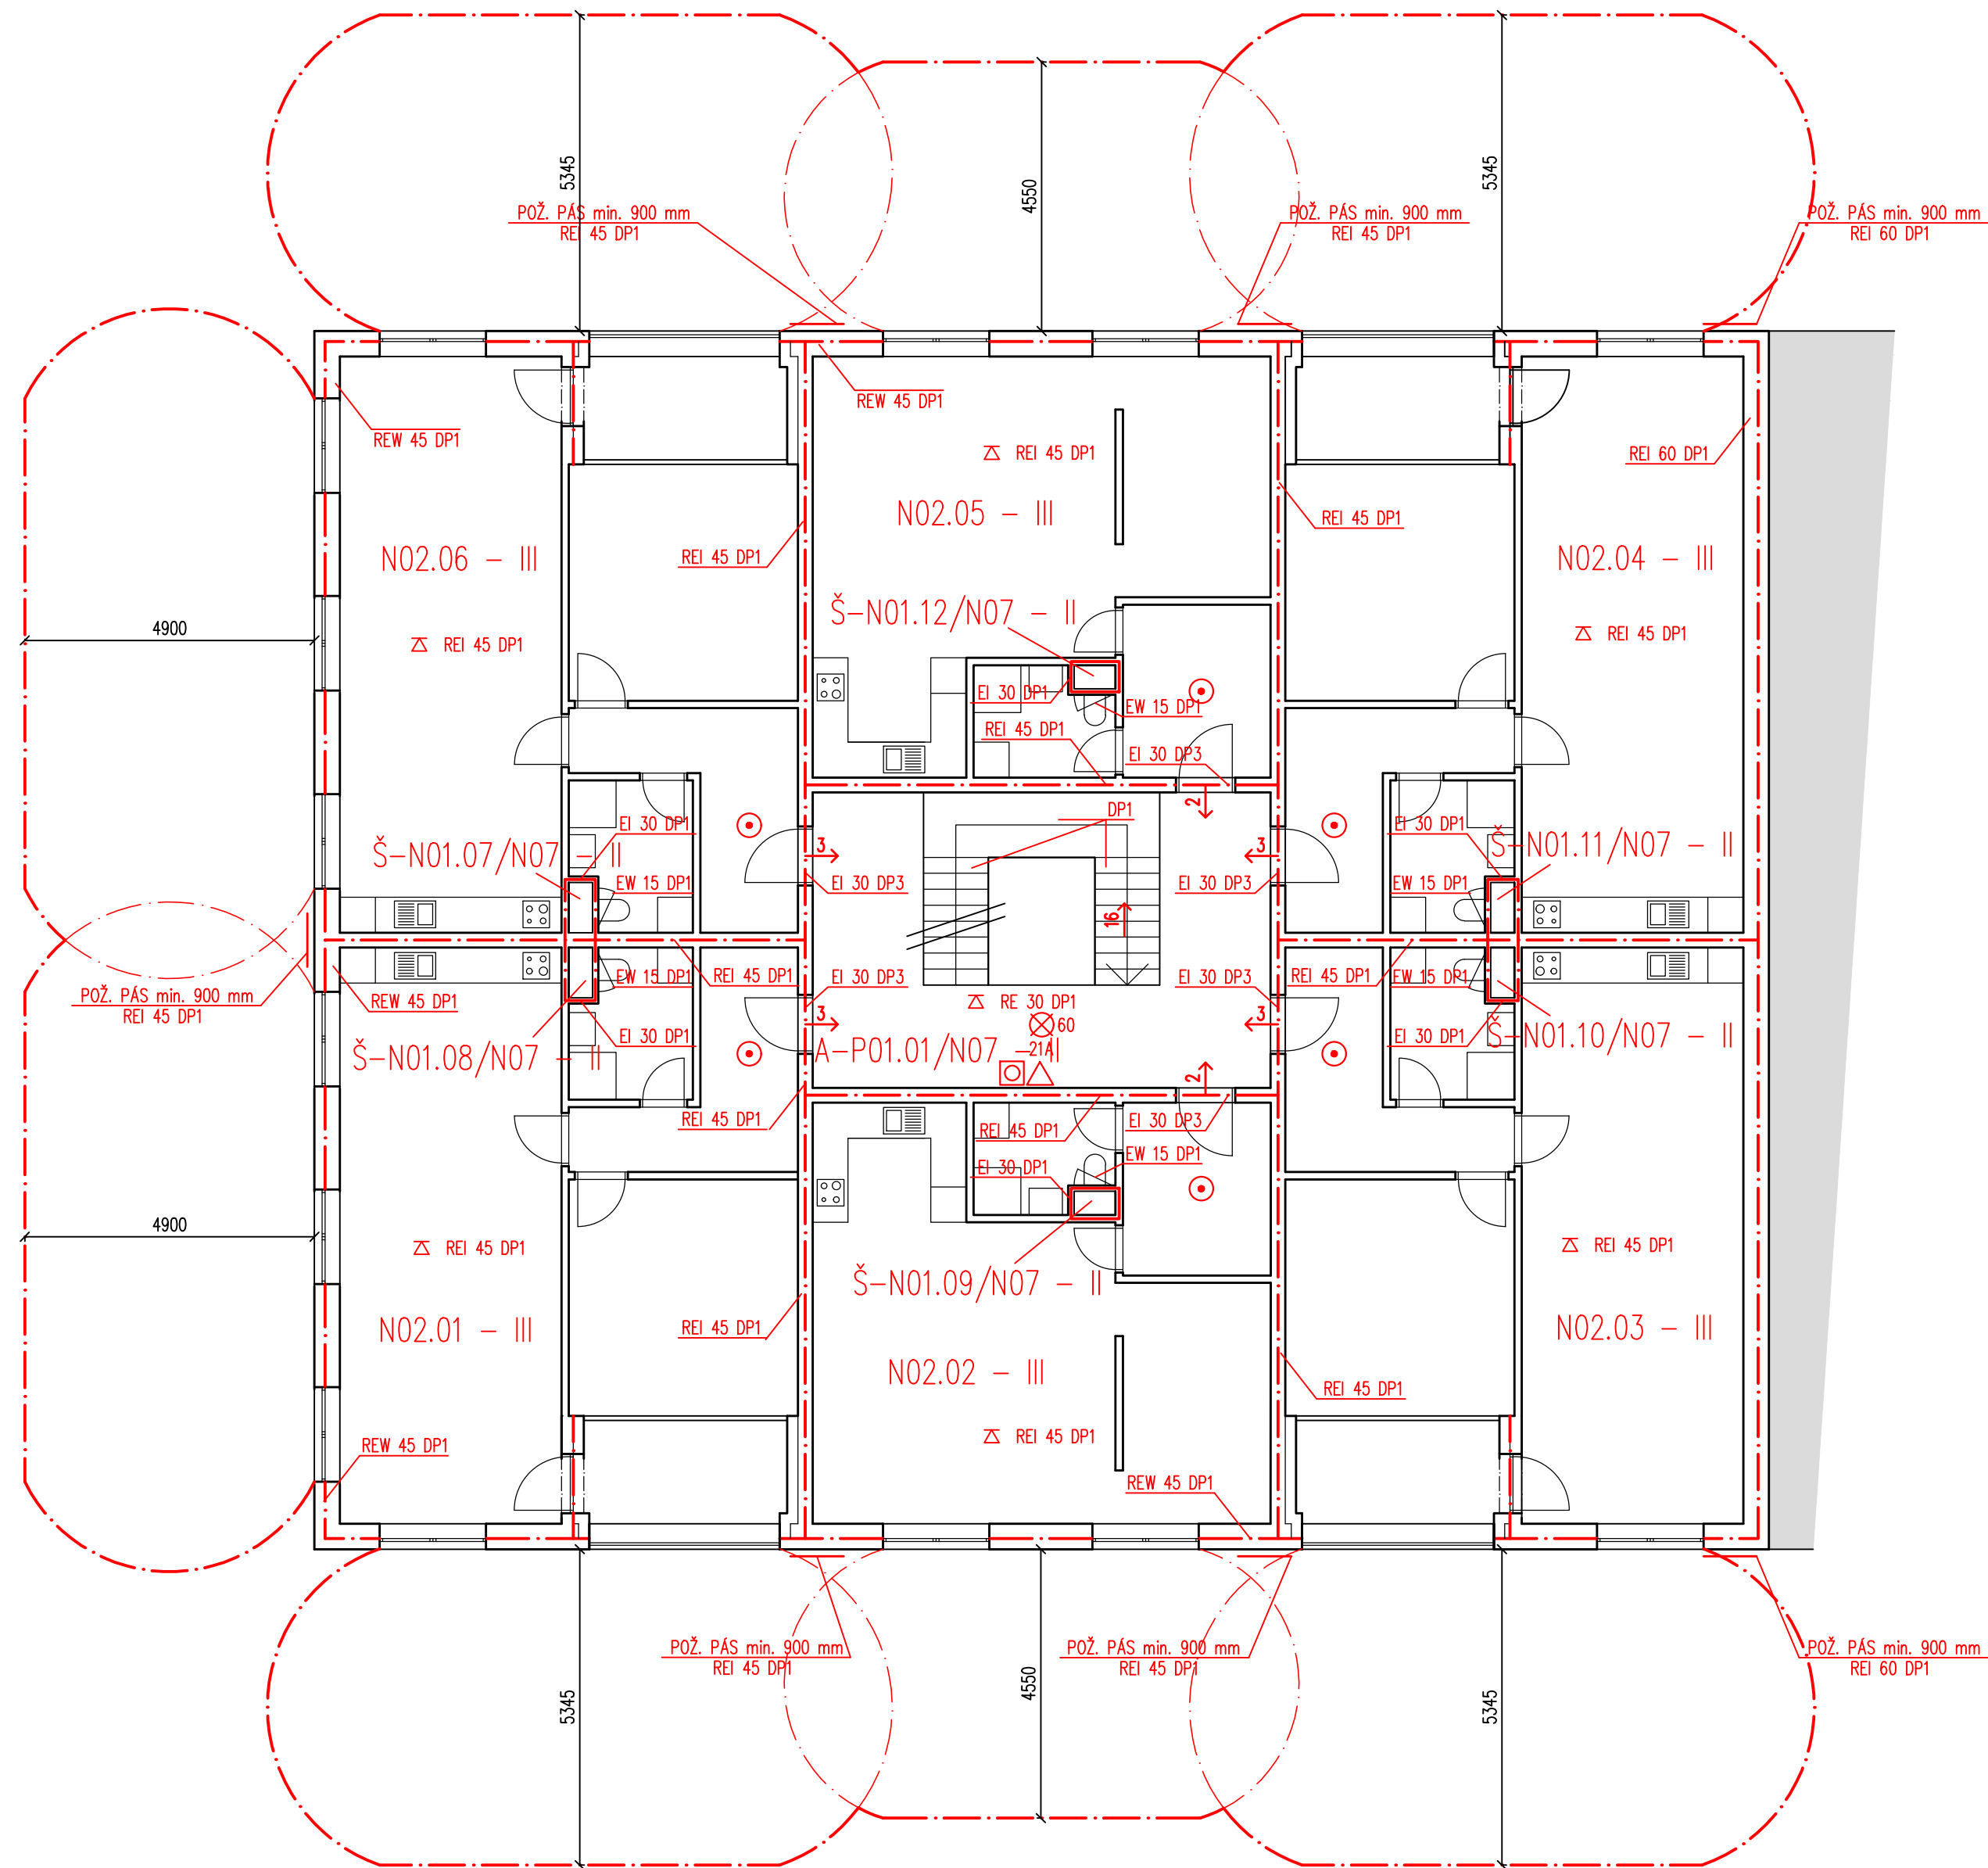 5345
4550
5345
POŽ. PÁS min. 900 mm
REI 45 DP1
POŽ. PÁS min. 900 mm
REI 45 DP1
POŽ. PÁS min. 900 mm
REI 60 DP1
REW 45 DP1
REW 45 DP1
REI 45 DP1
REI 60 DP1
N02.05 – III
REI 45 DP1
N02.06 – III
REI 45 DP1
N02.04 – III
Š–N01.12/N07 – II
4900
REI 45 DP1
REI 45 DP1
EI 30 DP1
EW 15 DP1
REI 45 DP1
EI 30 DP3
2
DP1
EI 30 DP1
EI 30 DP1
Š–N01.07/N07 – II
3
3
Š–N01.11/N07 – II
EW 15 DP1
EI 30 DP3
EI 30 DP3
EW 15 DP1
16
EW 15 DP1
REI 45 DP1
EI 30 DP3
EI 30 DP3
REI 45 DP1
EW 15 DP1
POŽ. PÁS min. 900 mm
REI 45 DP1
REW 45 DP1
RE 30 DP1
3
60
3
EI 30 DP1
EI 30 DP1
Š–N01.08/N07 – II
A–P01.01/N07 –II
21A
Š–N01.10/N07 – II
2
REI 45 DP1
REI 45 DP1
EI 30 DP3
EI 30 DP1
EW 15 DP1
4900
REI 45 DP1
REI 45 DP1
Š–N01.09/N07 – II
N02.01 – III
REI 45 DP1
N02.03 – III
N02.02 – III
REI 45 DP1
REW 45 DP1
REI 45 DP1
REW 45 DP1
POŽ. PÁS min. 900 mm
REI 45 DP1
POŽ. PÁS min. 900 mm
REI 45 DP1
POŽ. PÁS min. 900 mm
REI 60 DP1
5345
4550
5345